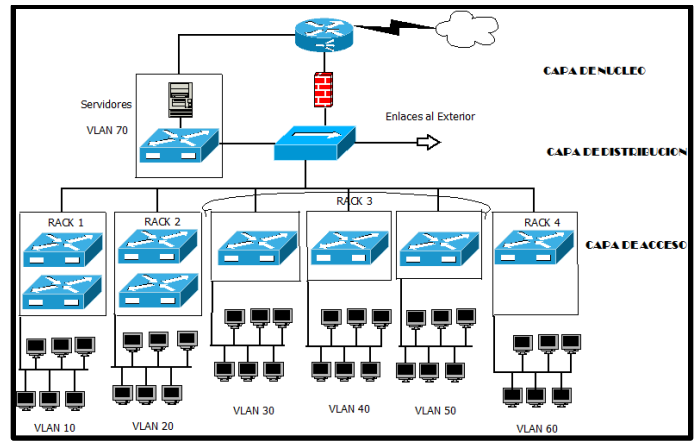 CAPA DE NUCLEO
Servidores
VLAN 70
Enlaces al Exterior
CAPA DE DISTRIBUCION
RACK 1
RACK 2
RACK 3
RACK 4
CAPA DE ACCESO
VLAN 10
VLAN 20
VLAN 30
VLAN 40
VLAN 50
VLAN 60